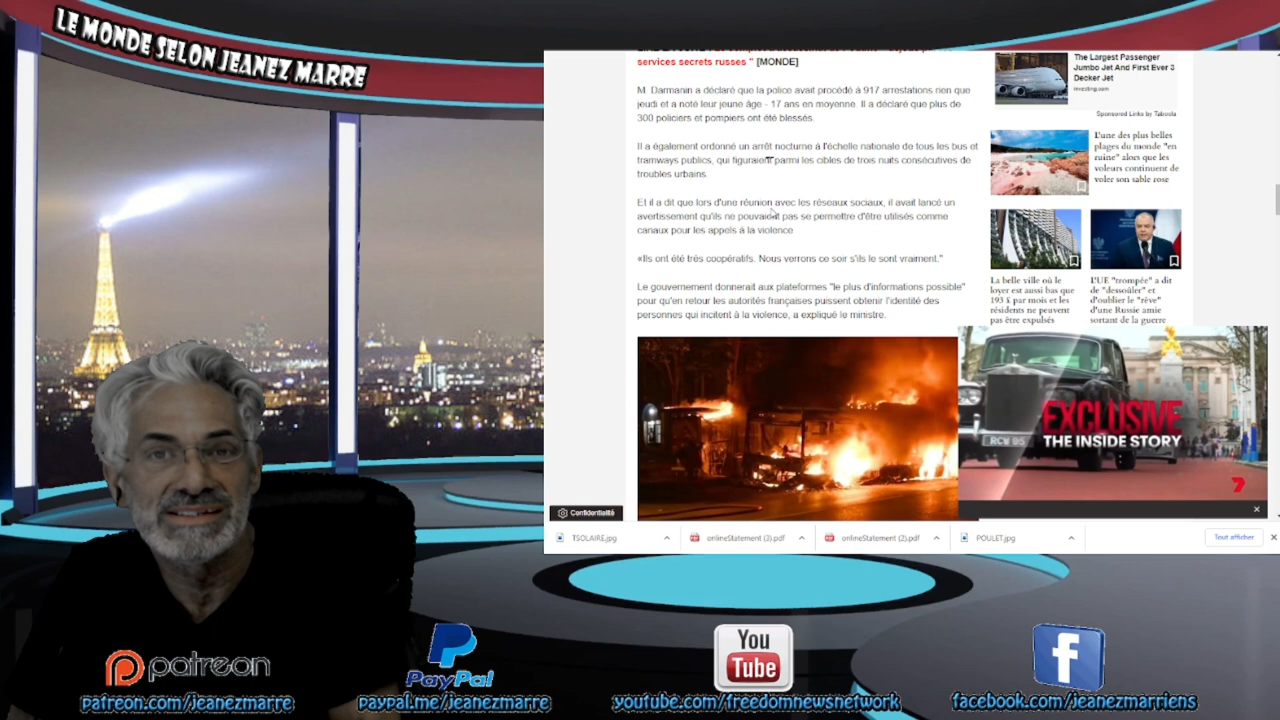 LE MONDE SELON JEANEZ MARRE
services secrets russes " [MONDE]
M. Darmanin a déclaré que la police avait procédé à 917 arrestations rien que
jeudi et a noté leur jeune âge - 17 ans en moyenne. Il a déclaré que plus de
300 policiers et pompiers ont été blessés.
Il a également ordonné un arrêt nocturne à l'échelle nationale de tous les bus et
tramways publics, qui figuraient parmi les cibles de trois nuits consécutives de
troubles urbains.
Et il a dit que lors d'une réunion avec les réseaux sociaux, il avait lancé un
avertissement qu'ils ne pouvaient pas se permettre d'être utilisés comme
canaux pour les appels à la violence
«Ils ont été très coopératifs. Nous verrons ce soir s'ils le sont vraiment."
Le gouvernement donnerait aux plateformes "le plus d'informations possible"
pour qu'en retour les autorités françaises puissent obtenir l'identité des
personnes qui incitent à la violence, a expliqué le ministre.
The Largest Passenger
Jumbo Jet And First Ever 3
Decker Jet
investing.com
Sponsored Links by Taboola
L'une des plus belles
plages du monde "en
ruine" alors que les
voleurs continuent de
voler son sable rose
La belle ville où le
loyer est aussi bas que
193 £ par mois et les
résidents ne peuvent
pas être expulsés
L'UE "trompée" a dit
de "dessoûler" et
d'oublier le "rêve"
d'une Russie amie
sortant de la guerre
RCW 95
EXCLUSIVE
THE INSIDE STORY
7
Confidentialité
TSOLAIRE.jpg
onlineStatement (3).pdf
onlineStatement (2).pdf
POULET.jpg
Tout afficher
patreon
PayPal
You
Tube
f
patreon.com/jeanezmarre
paypal.me/jeanezmarre
youtube.com/freedomnewsnetwork
facebook.com/jeanezmarriens